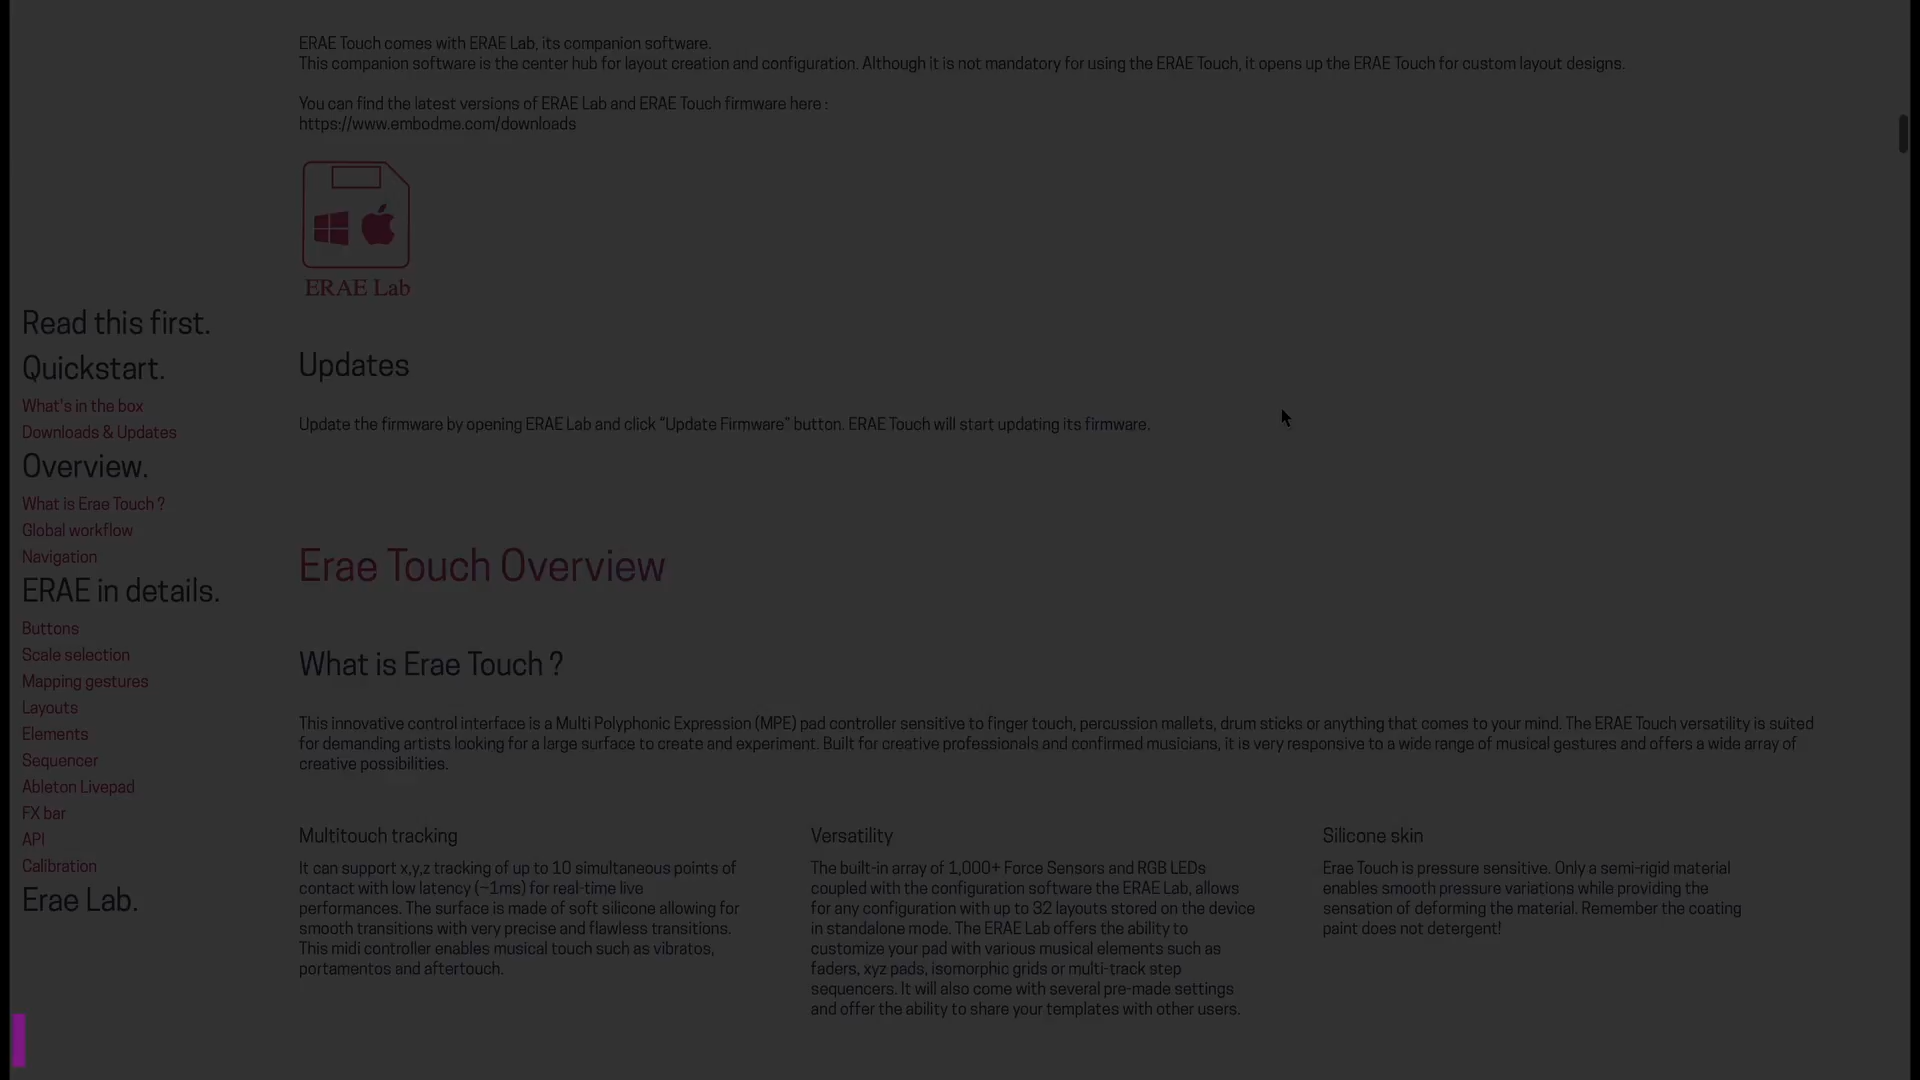 ERAE Touch comes with ERAE Lab, its companion software.
This companion software is the center hub for layout creation and configuration. Although it is not mandatory for using the ERAE Touch, it opens up the ERAE Touch for custom layout designs.
You can find the latest versions of ERAE Lab and ERAE Touch firmware here :
https://www.embodme.com/downloads
ERAE Lab
Read this first.
Quickstart.
What's in the box
Downloads & Updates
Overview.
What is Erae Touch ?
Global workflow
Navigation
ERAE in details.
Buttons
Scale selection
Mapping gestures
Layouts
Elements
Sequencer
Ableton Livepad
FX bar
API
Calibration
Erae Lab.
Updates
Update the firmware by opening ERAE Lab and click “Update Firmware” button. ERAE Touch will start updating its firmware.
Erae Touch Overview
What is Erae Touch ?
This innovative control interface is a Multi Polyphonic Expression (MPE) pad controller sensitive to finger touch, percussion mallets, drum sticks or anything that comes to your mind. The ERAE Touch versatility is suited
for demanding artists looking for a large surface to create and experiment. Built for creative professionals and confirmed musicians, it is very responsive to a wide range of musical gestures and offers a wide array of
creative possibilities.
Multitouch tracking
It can support x,y,z tracking of up to 10 simultaneous points of
contact with low latency (~1ms) for real-time live
performances. The surface is made of soft silicone allowing for
smooth transitions with very precise and flawless transitions.
This midi controller enables musical touch such as vibratos,
portamentos and aftertouch.
Versatility
The built-in array of 1,000+ Force Sensors and RGB LEDs
coupled with the configuration software the ERAE Lab, allows
for any configuration with up to 32 layouts stored on the device
in standalone mode. The ERAE Lab offers the ability to
customize your pad with various musical elements such as
faders, xyz pads, isomorphic grids or multi-track step
sequencers. It will also come with several pre-made settings
and offer the ability to share your templates with other users.
Silicone skin
Erae Touch is pressure sensitive. Only a semi-rigid material
enables smooth pressure variations while providing the
sensation of deforming the material. Remember the coating
paint does not detergent!